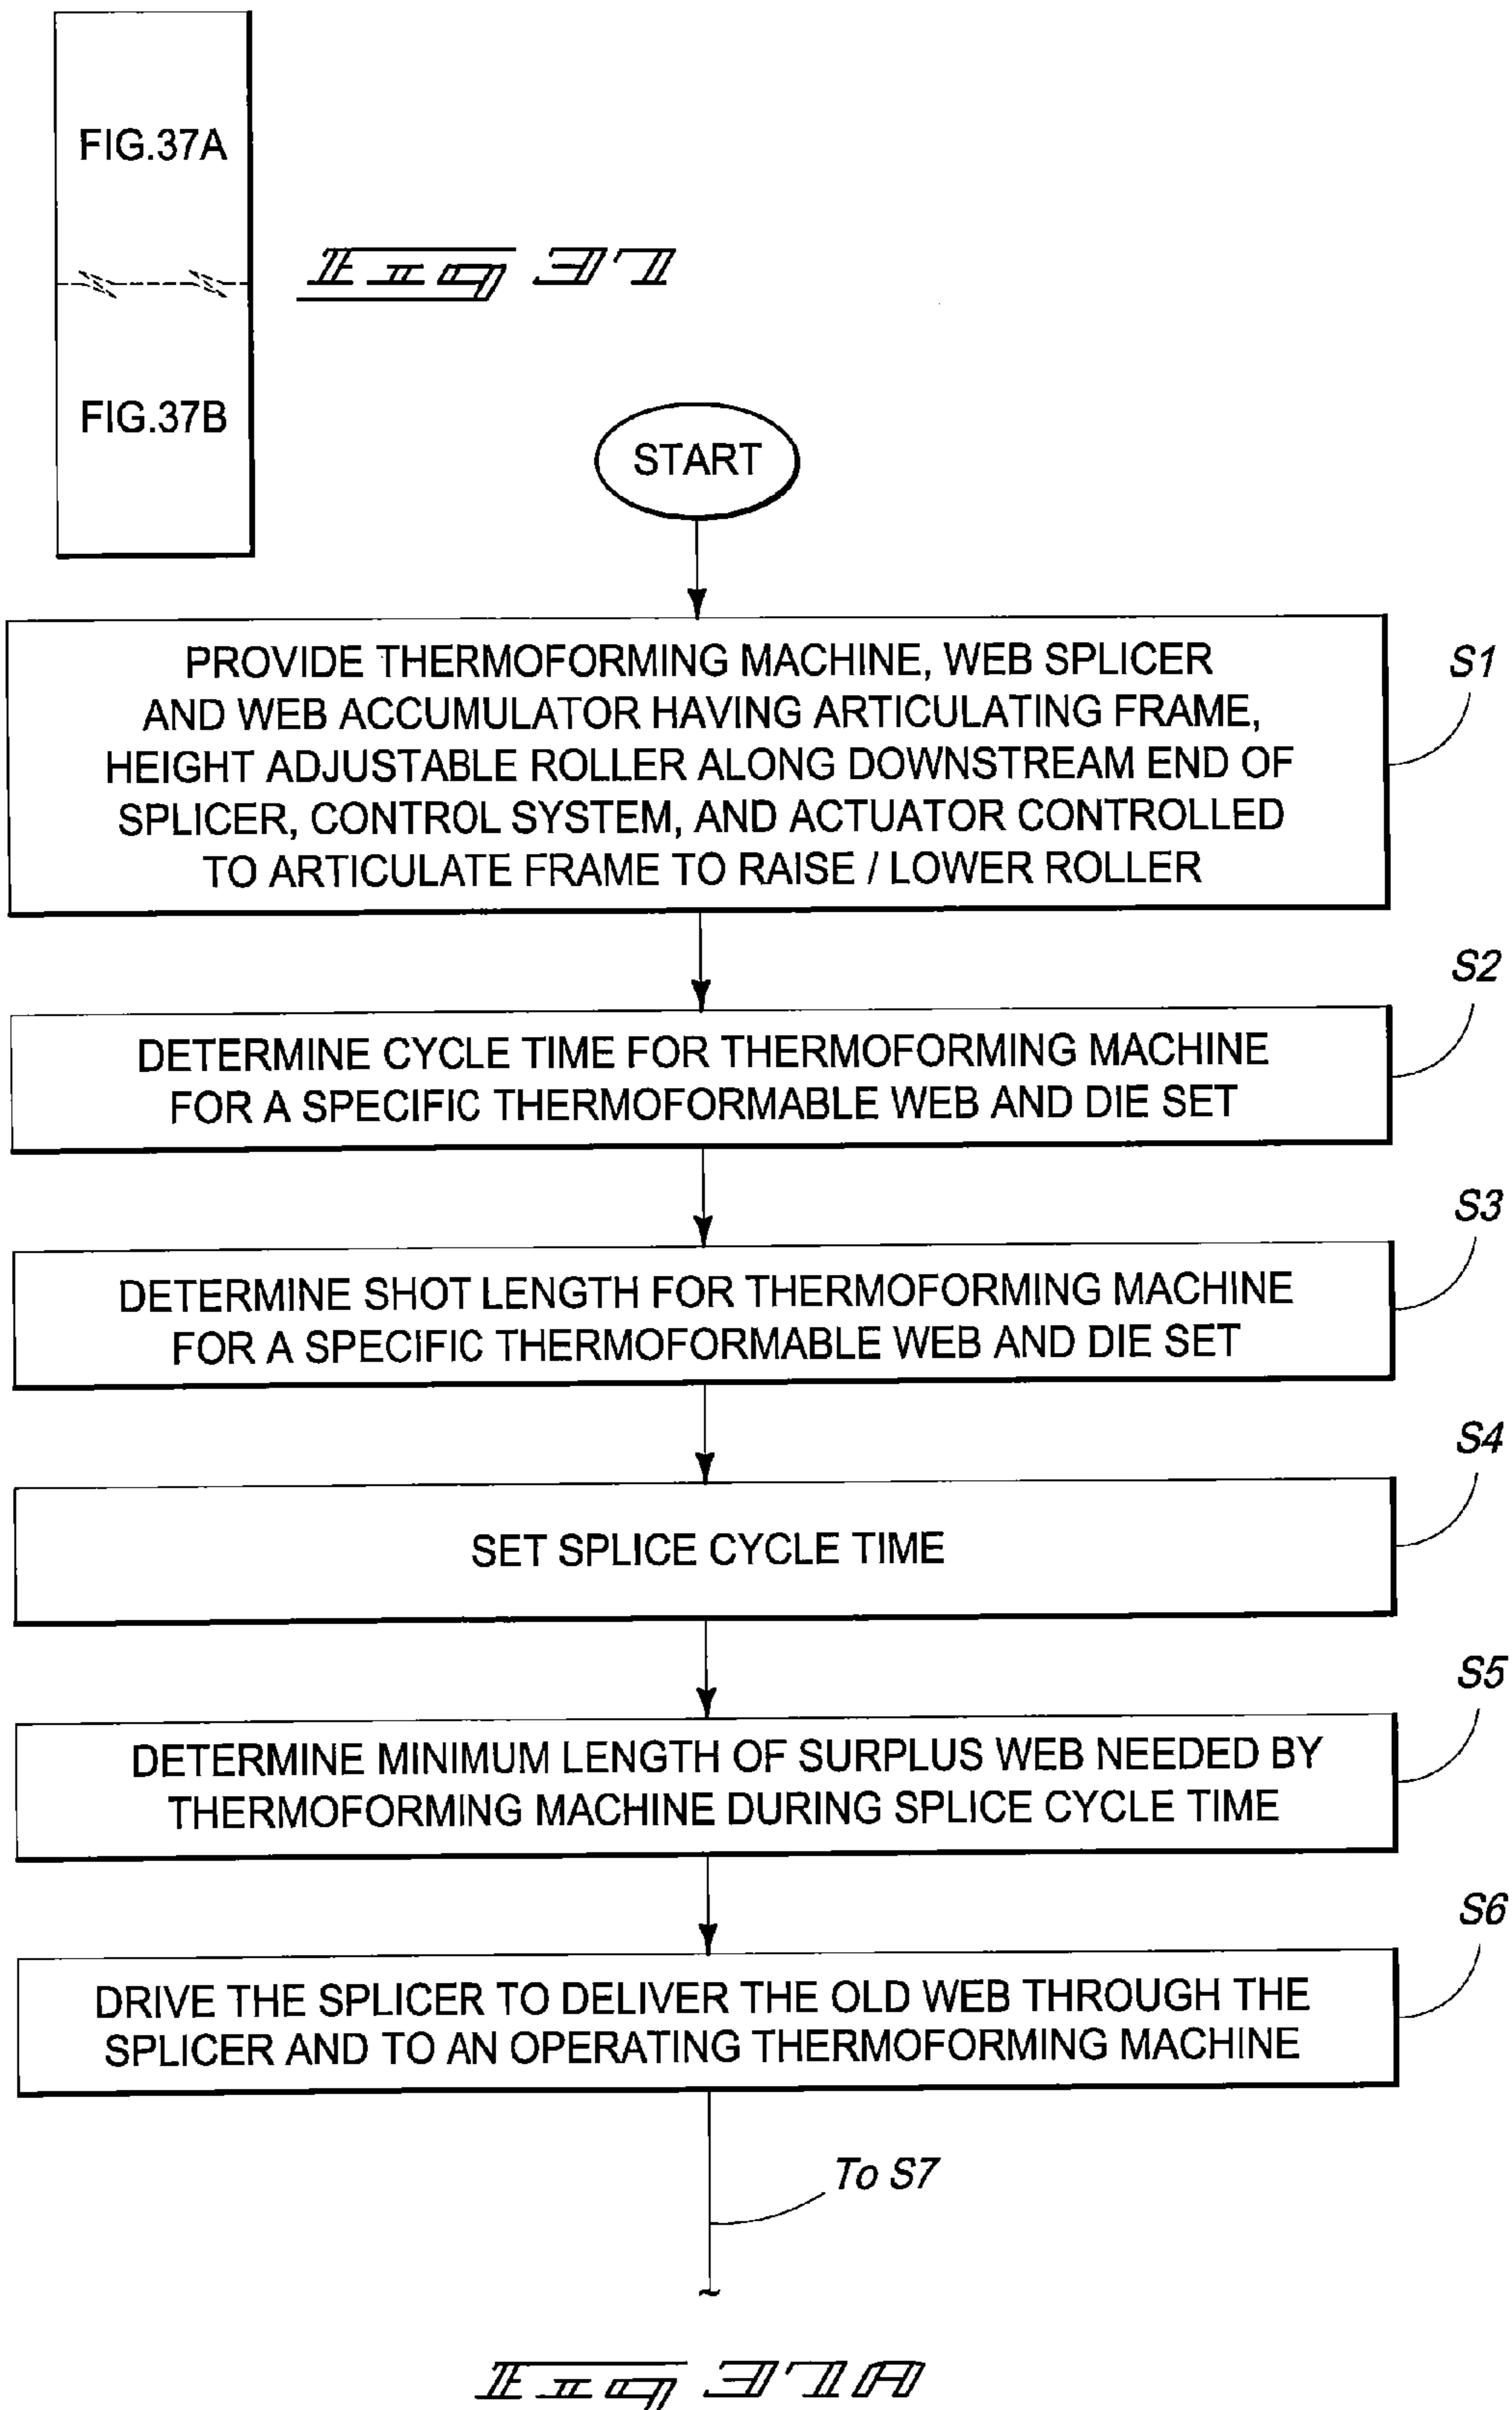 FIG.37A
FIG.37B
Fig 37
START
PROVIDE THERMOFORMING MACHINE, WEB SPLICER
AND WEB ACCUMULATOR HAVING ARTICULATING FRAME,
HEIGHT ADJUSTABLE ROLLER ALONG DOWNSTREAM END OF
SPLICER, CONTROL SYSTEM, AND ACTUATOR CONTROLLED
TO ARTICULATE FRAME TO RAISE / LOWER ROLLER
S1
DETERMINE CYCLE TIME FOR THERMOFORMING MACHINE
FOR A SPECIFIC THERMOFORMABLE WEB AND DIE SET
S2
DETERMINE SHOT LENGTH FOR THERMOFORMING MACHINE
FOR A SPECIFIC THERMOFORMABLE WEB AND DIE SET
S3
SET SPLICE CYCLE TIME
S4
DETERMINE MINIMUM LENGTH OF SURPLUS WEB NEEDED BY
THERMOFORMING MACHINE DURING SPLICE CYCLE TIME
S5
DRIVE THE SPLICER TO DELIVER THE OLD WEB THROUGH THE
SPLICER AND TO AN OPERATING THERMOFORMING MACHINE
S6
To S7
Fig 37A